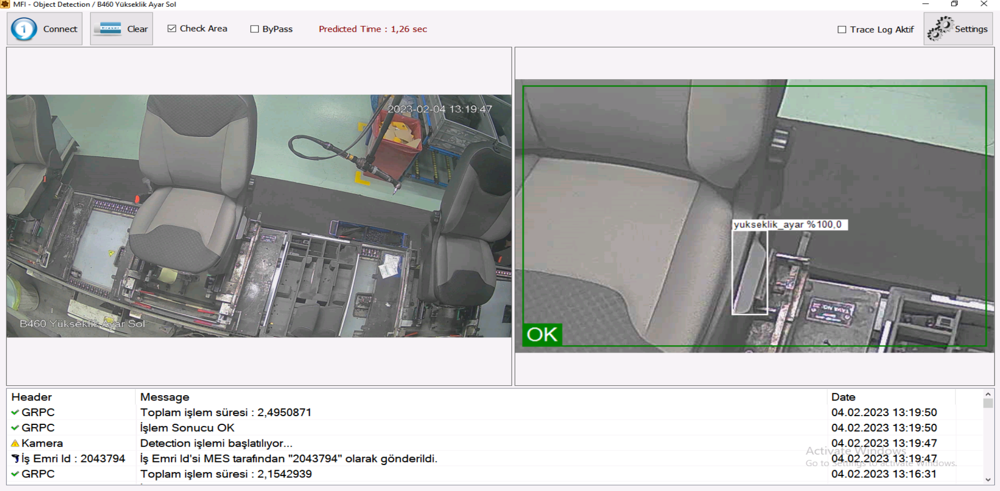 MFI - Object Detection / B460 Yükseklik Ayar Sol
1 Connect
Eraser Clear
Check Area
ByPass
Predicted Time : 1,26 sec
Trace Log Aktif
Settings
2023-02-04 13:19:47
B460 Yükseklik Ayar Sol
yukseklik_ayar %100,0
OK
Header Message Date
GRPC Toplam işlem süresi : 2,4950871 04.02.2023 13:19:50
GRPC İşlem Sonucu OK 04.02.2023 13:19:50
Kamera Detection işlemi başlatılıyor... 04.02.2023 13:19:47
İş Emri Id : 2043794 İş Emri Id'si MES tarafından "2043794" olarak gönderildi. 04.02.2023 13:19:47
GRPC Toplam işlem süresi : 2,1542939 04.02.2023 13:16:31
Activate Windows
Go to Settings to activate Windows.